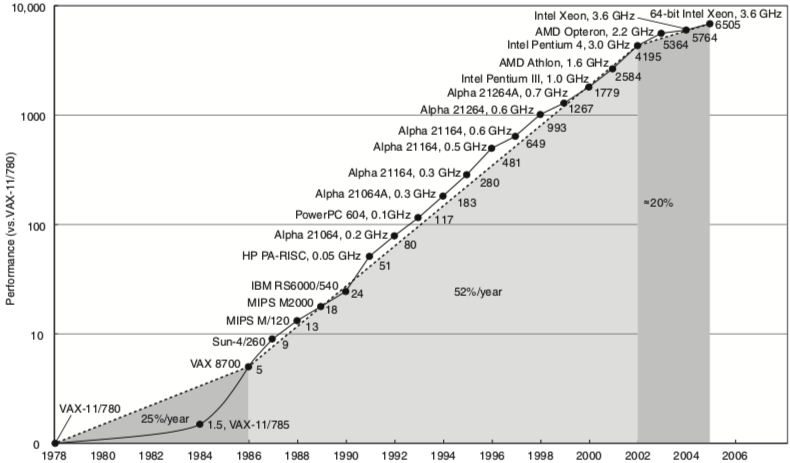 10,000
1000
100
10
0
Performance (vs.VAX-11/780)
1978
1980
1982
1984
1986
1988
1990
1992
1994
1996
1998
2000
2002
2004
2006
Intel Xeon, 3.6 GHz
64-bit Intel Xeon, 3.6 GHz
6505
AMD Opteron, 2.2 GHz
5764
Intel Pentium 4, 3.0 GHz
5364
4195
AMD Athlon, 1.6 GHz
2584
Intel Pentium III, 1.0 GHz
1779
Alpha 21264A, 0.7 GHz
1267
Alpha 21264, 0.6 GHz
993
Alpha 21164, 0.6 GHz
649
Alpha 21164, 0.5 GHz
481
Alpha 21164, 0.3 GHz
280
Alpha 21064A, 0.3 GHz
183
PowerPC 604, 0.1GHz
117
Alpha 21064, 0.2 GHz
80
HP PA-RISC, 0.05 GHz
51
IBM RS6000/540
24
MIPS M2000
18
MIPS M/120
13
Sun-4/260
9
VAX 8700
5
VAX-11/780
25%/year
1.5, VAX-11/785
52%/year
≈20%